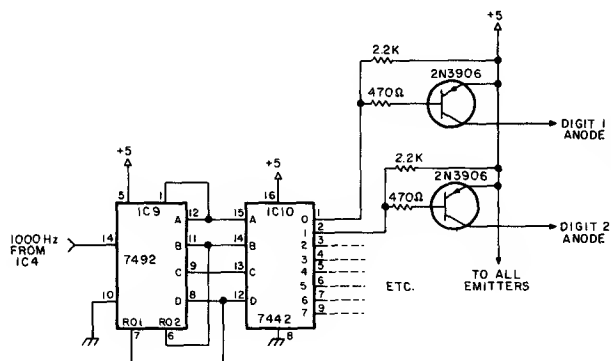 +5
2.2K
2N3906
470Ω
DIGIT 1
ANODE
2.2K
2N3906
470Ω
DIGIT 2
ANODE
TO ALL
EMITTERS
+5
+5
5
1
16
IC9
IC10
1000 Hz
FROM
IC4
14
7492
10
A
B
C
D
12
11
9
8
15
14
13
12
A
B
C
D
0
1
2
3
4
5
6
7
1
2
3
4
5
6
7
9
ETC.
RO1
RO2
7
6
7442
8